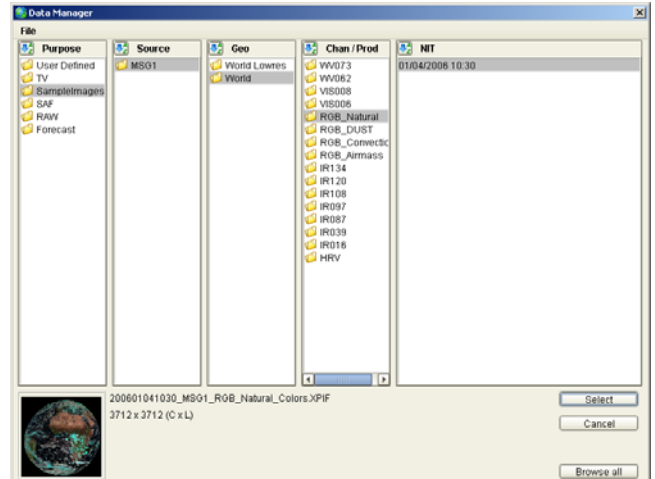 Data Manager
File
Purpose
User Defined
TV
SampleImages
SAF
RAW
Forecast
Source
MSG1
Geo
World Lowres
World
Chan / Prod
WV073
WV062
VIS008
VIS006
RGB_Natural
RGB_DUST
RGB_Convectic
RGB_Airmass
IR134
IR120
IR108
IR097
IR087
IR039
IR016
HRV
NIT
01/04/2006 10:30
200601041030_MSG1_RGB_Natural_Colors.XPIF
3712 x 3712 (C x L)
Select
Cancel
Browse all